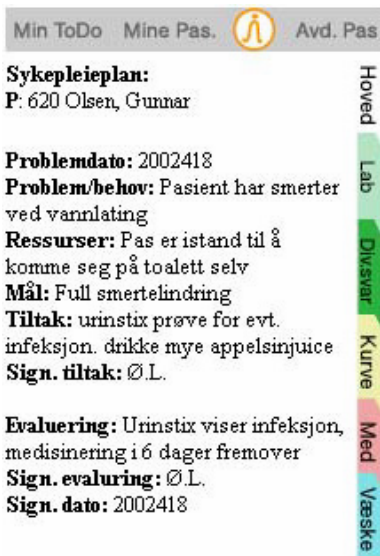 Min ToDo Mine Pas. Avd. Pas
Sykepleieplan:
P: 620 Olsen, Gunnar
Problemdato: 2002418
Problem/behov: Pasient har smerter
ved vannlating
Ressurser: Pas er istand til å
komme seg på toalett selv
Mål: Full smertelindring
Tiltak: urinstix prøve for evt.
infeksjon. drikke mye appelsinjuice
Sign. tiltak: Ø.L.
Evaluering: Urinstix viser infeksjon,
medisinering i 6 dager fremover
Sign. evaluring: Ø.L.
Sign. dato: 2002418
Hoved
Lab
Div.svar
Kurve
Med
Væske